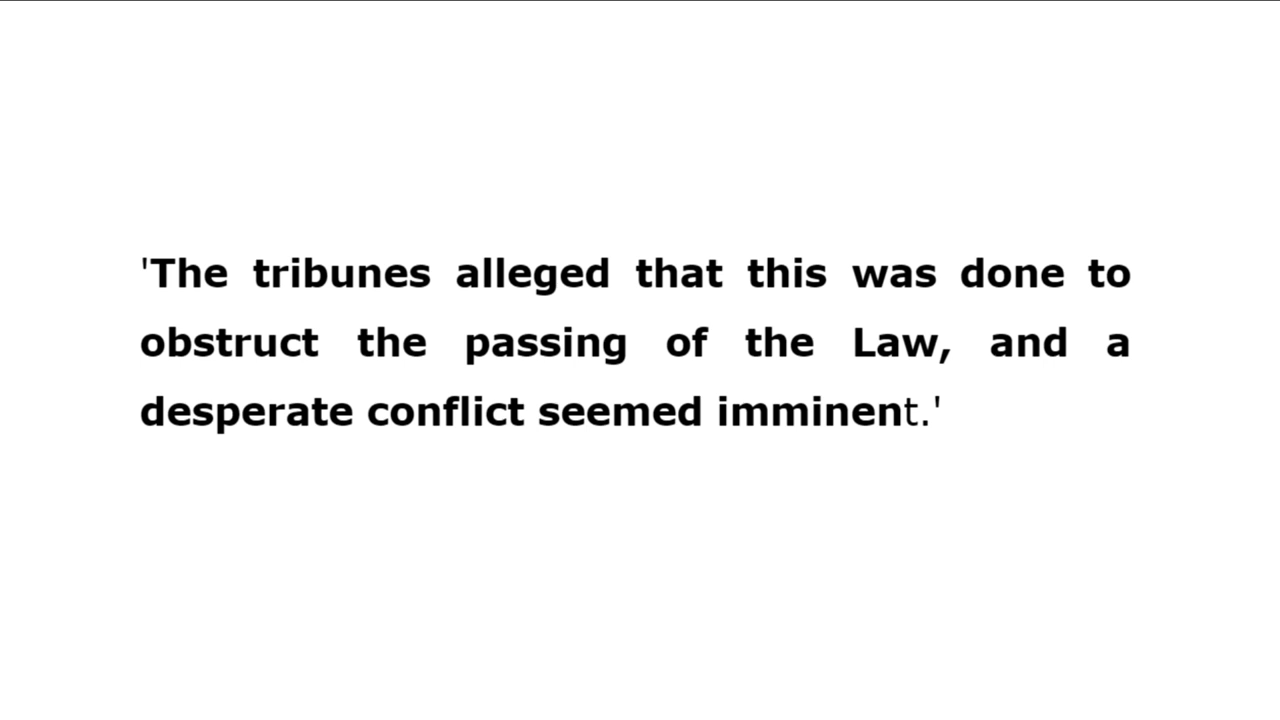 'The tribunes alleged that this was done to
obstruct the passing of the Law, and a
desperate conflict seemed imminent.'